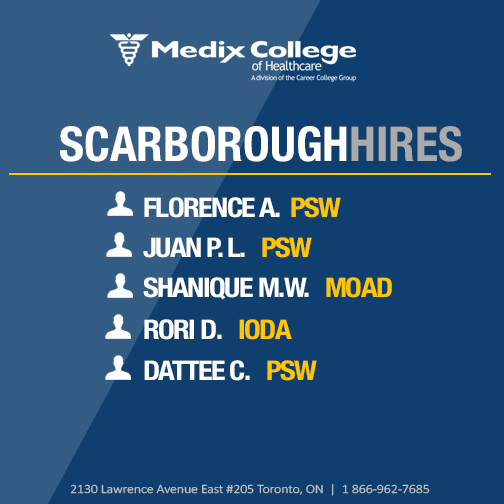 Medix College
of Healthcare
A division of the Career College Group
SCARBOROUGHHIRES
FLORENCE A. PSW
JUAN P. L. PSW
SHANIQUE M.W. MOAD
RORI D. IODA
DATTEE C. PSW
2130 Lawrence Avenue East #205 Toronto, ON | 1 866-962-7685